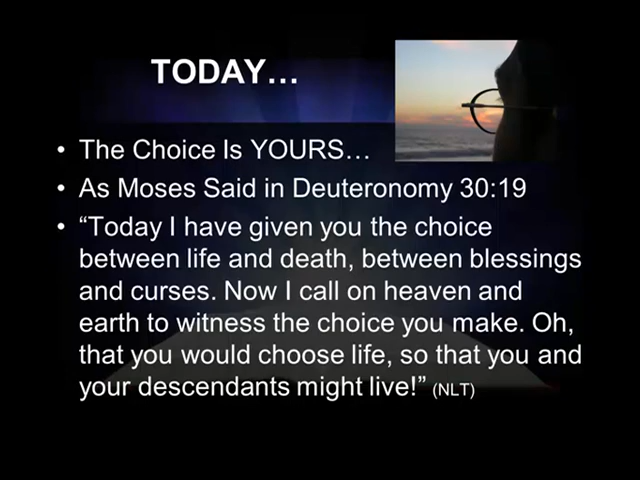 TODAY…
• The Choice Is YOURS…
• As Moses Said in Deuteronomy 30:19
• “Today I have given you the choice
between life and death, between blessings
and curses. Now I call on heaven and
earth to witness the choice you make. Oh,
that you would choose life, so that you and
your descendants might live!” (NLT)